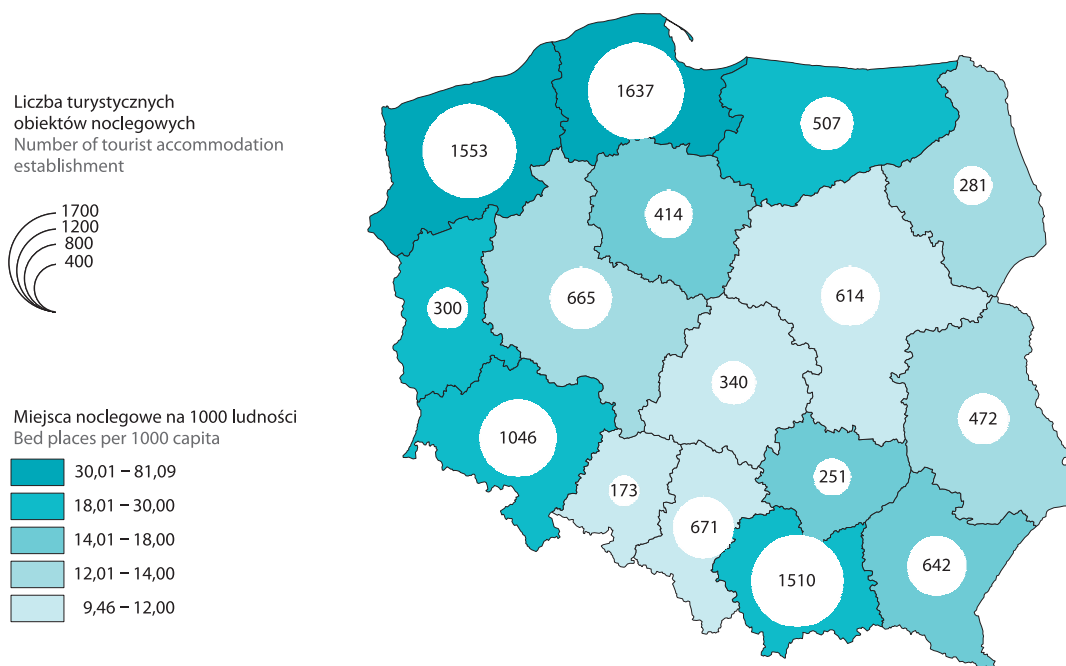 Liczba turystycznych
obiektów noclegowych
Number of tourist accommodation
establishment
1700
1200
800
400
Miejsca noclegowe na 1000 ludności
Bed places per 1000 capita
30,01 – 81,09
18,01 – 30,00
14,01 – 18,00
12,01 – 14,00
9,46 – 12,00
1637
507
1553
281
414
665
614
300
340
472
1046
251
173
671
642
1510